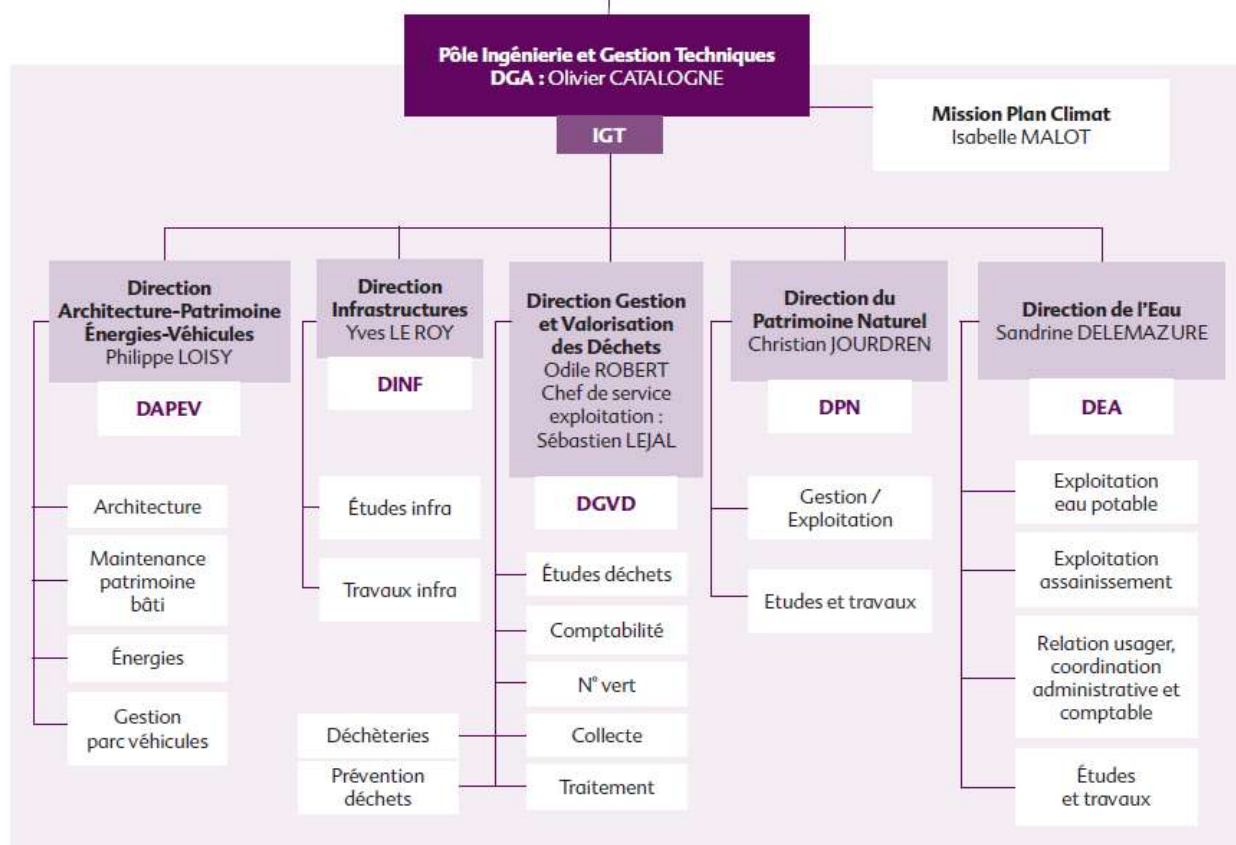 Pôle Ingénierie et Gestion Techniques
DGA : Olivier CATALOGNE
IGT
Mission Plan Climat
Isabelle MALOT
Direction
Architecture-Patrimoine
Énergies-Véhicules
Philippe LOISY
DAPEV
Architecture
Maintenance
patrimoine
bâti
Énergies
Gestion
parc véhicules
Direction
Infrastructures
Yves LE ROY
DINF
Études infra
Travaux infra
Direction Gestion
et Valorisation
des Déchets
Odile ROBERT
Chef de service
exploitation :
Sébastien LEJAL
DGVD
Études déchets
Comptabilité
N° vert
Déchèteries
Collecte
Prévention
déchets
Traitement
Direction du
Patrimoine Naturel
Christian JOURDREN
DPN
Gestion /
Exploitation
Etudes et travaux
Direction de l'Eau
Sandrine DELEMAZURE
DEA
Exploitation
eau potable
Exploitation
assainissement
Relation usager,
coordination
administrative et
comptable
Études
et travaux